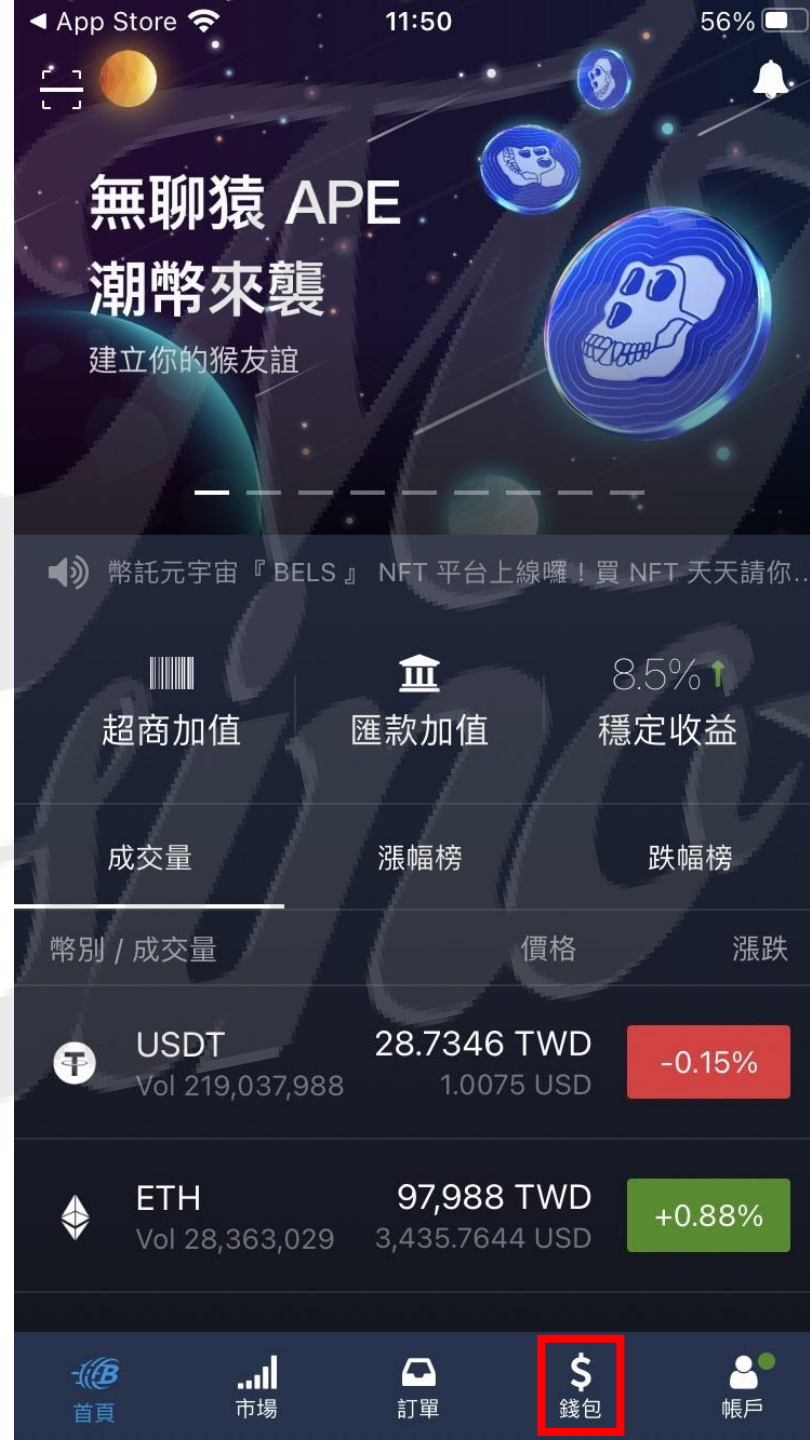 ◀ App Store
11:50
56%
無聊猿 APE
潮幣來襲
建立你的猴友誼
幣託元宇宙『 BELS 』 NFT 平台上線囉！買 NFT 天天請你...
8.5%
超商加值
匯款加值
穩定收益
成交量
漲幅榜
跌幅榜
幣別 / 成交量
價格
漲跌
USDT
28.7346 TWD
-0.15%
Vol 219,037,988
1.0075 USD
ETH
97,988 TWD
+0.88%
Vol 28,363,029
3,435.7644 USD
首頁
市場
訂單
錢包
帳戶